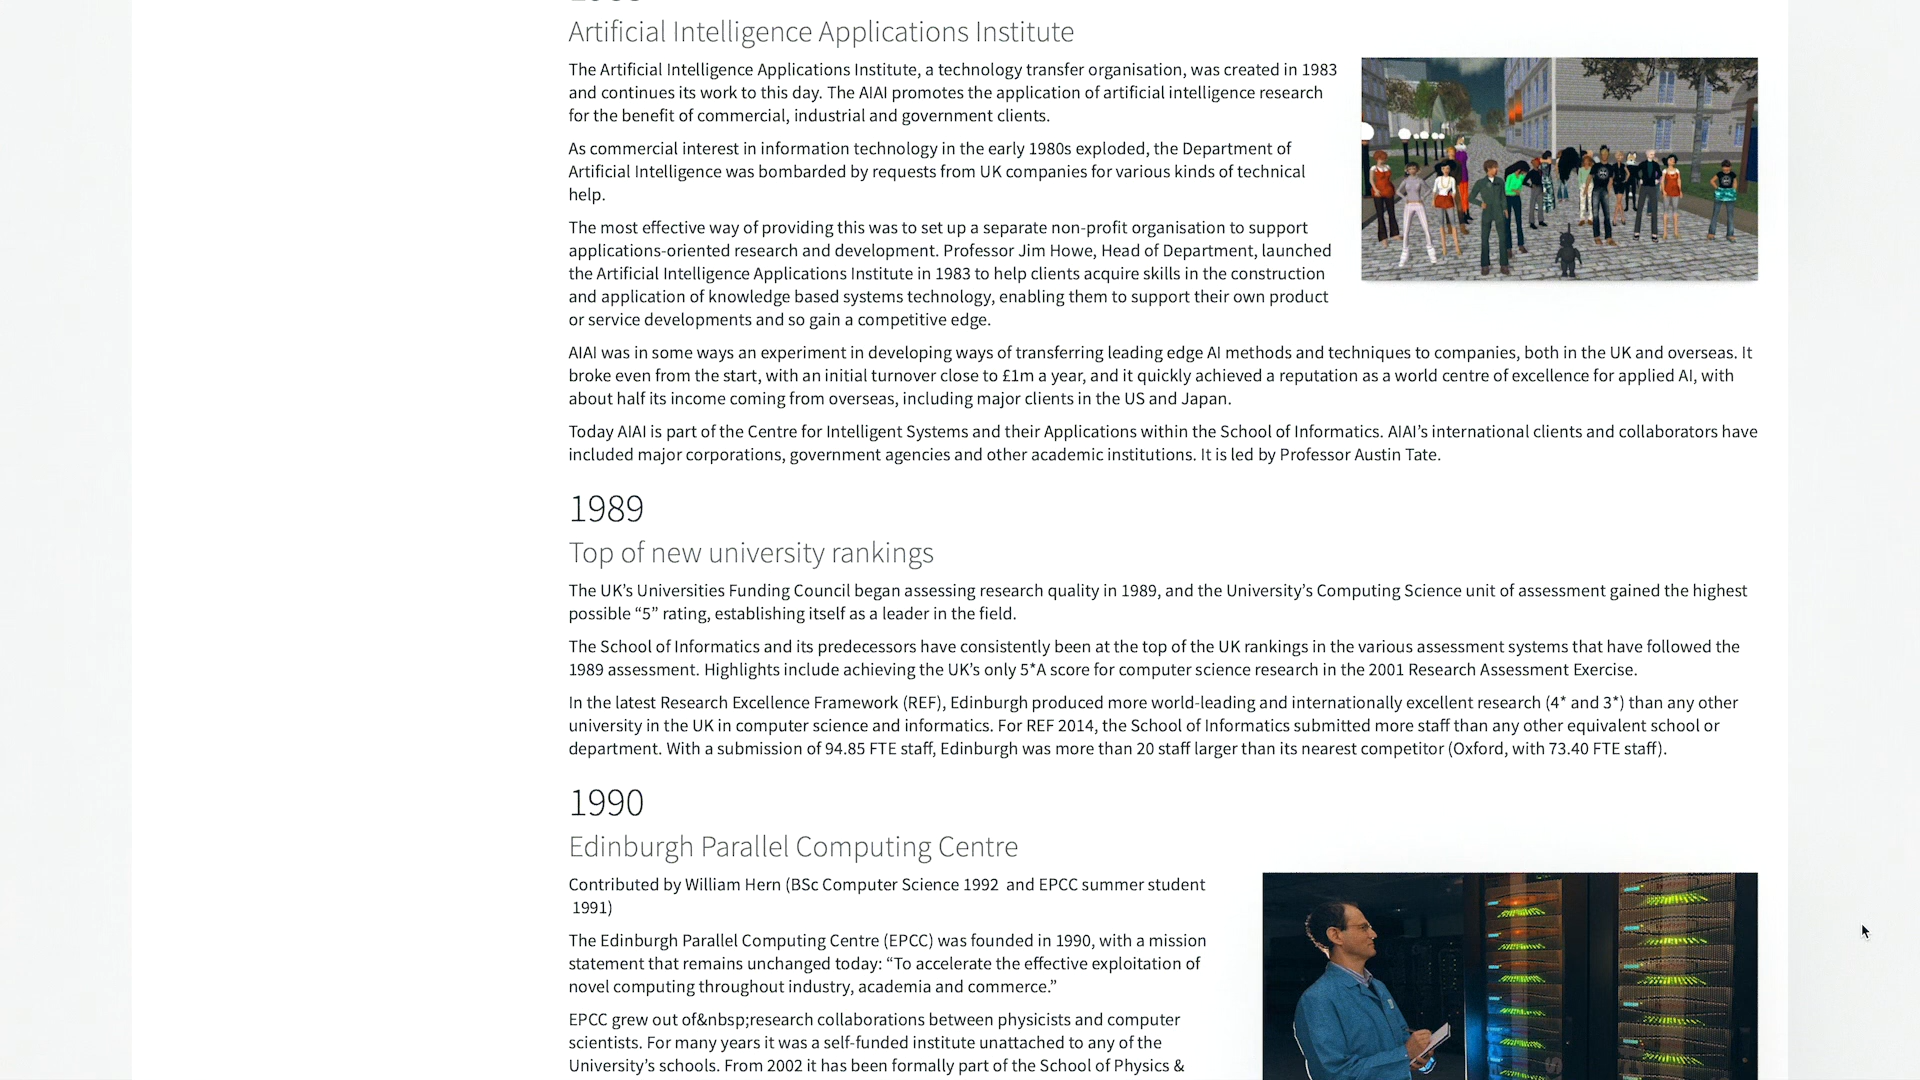 Artificial Intelligence Applications Institute
The Artificial Intelligence Applications Institute, a technology transfer organisation, was created in 1983
and continues its work to this day. The AIAI promotes the application of artificial intelligence research
for the benefit of commercial, industrial and government clients.
As commercial interest in information technology in the early 1980s exploded, the Department of
Artificial Intelligence was bombarded by requests from UK companies for various kinds of technical
help.
The most effective way of providing this was to set up a separate non-profit organisation to support
applications-oriented research and development. Professor Jim Howe, Head of Department, launched
the Artificial Intelligence Applications Institute in 1983 to help clients acquire skills in the construction
and application of knowledge based systems technology, enabling them to support their own product
or service developments and so gain a competitive edge.
AIAI was in some ways an experiment in developing ways of transferring leading edge AI methods and techniques to companies, both in the UK and overseas. It
broke even from the start, with an initial turnover close to £1m a year, and it quickly achieved a reputation as a world centre of excellence for applied AI, with
about half its income coming from overseas, including major clients in the US and Japan.
Today AIAI is part of the Centre for Intelligent Systems and their Applications within the School of Informatics. AIAI’s international clients and collaborators have
included major corporations, government agencies and other academic institutions. It is led by Professor Austin Tate.
1989
Top of new university rankings
The UK’s Universities Funding Council began assessing research quality in 1989, and the University’s Computing Science unit of assessment gained the highest
possible “5” rating, establishing itself as a leader in the field.
The School of Informatics and its predecessors have consistently been at the top of the UK rankings in the various assessment systems that have followed the
1989 assessment. Highlights include achieving the UK’s only 5*A score for computer science research in the 2001 Research Assessment Exercise.
In the latest Research Excellence Framework (REF), Edinburgh produced more world-leading and internationally excellent research (4* and 3*) than any other
university in the UK in computer science and informatics. For REF 2014, the School of Informatics submitted more staff than any other equivalent school or
department. With a submission of 94.85 FTE staff, Edinburgh was more than 20 staff larger than its nearest competitor (Oxford, with 73.40 FTE staff).
1990
Edinburgh Parallel Computing Centre
Contributed by William Hern (BSc Computer Science 1992 and EPCC summer student
1991)
The Edinburgh Parallel Computing Centre (EPCC) was founded in 1990, with a mission
statement that remains unchanged today: “To accelerate the effective exploitation of
novel computing throughout industry, academia and commerce.”
EPCC grew out of&nbsp;research collaborations between physicists and computer
scientists. For many years it was a self-funded institute unattached to any of the
University’s schools. From 2002 it has been formally part of the School of Physics &